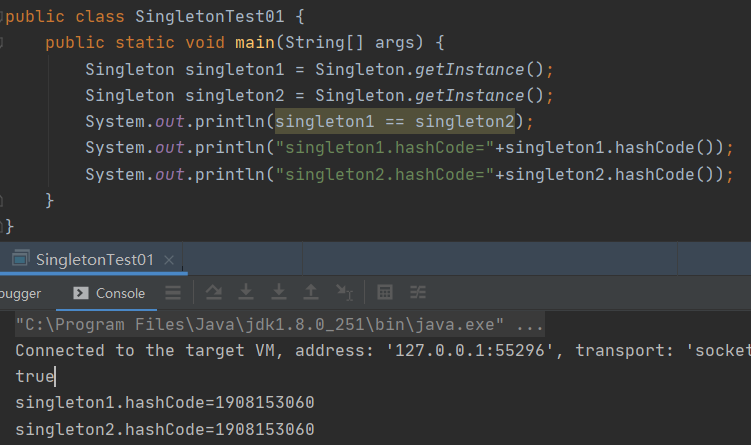 public class SingletonTest01 {
public static void main(String[] args) {
Singleton singleton1 = Singleton.getInstance();
Singleton singleton2 = Singleton.getInstance();
System.out.println(singleton1 == singleton2);
System.out.println("singleton1.hashCode="+singleton1.hashCode());
System.out.println("singleton2.hashCode="+singleton2.hashCode());
}
}
SingletonTest01 ×
bugger Console
"C:\Program Files\Java\jdk1.8.0_251\bin\java.exe" ...
Connected to the target VM, address: '127.0.0.1:55296', transport: 'socket
true
singleton1.hashCode=1908153060
singleton2.hashCode=1908153060